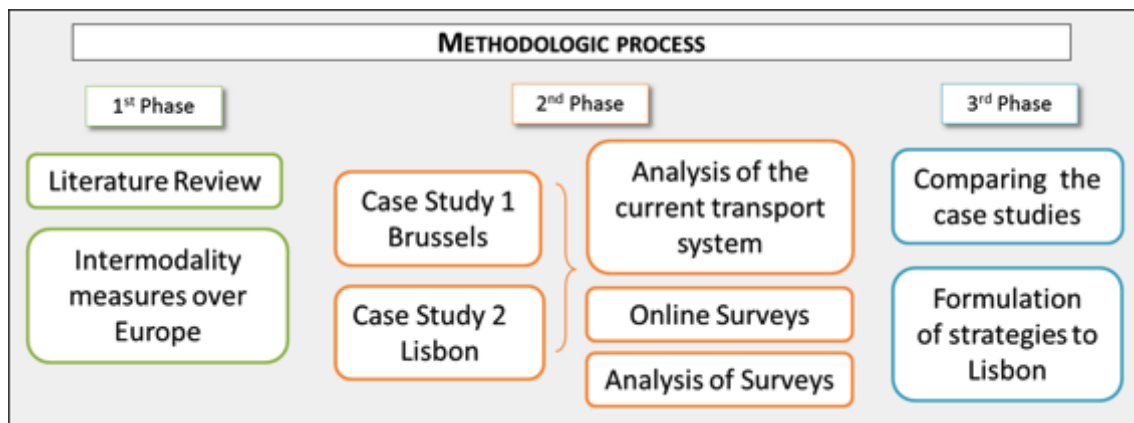 METHODOLOGIC PROCESS
1st Phase
Literature Review
Intermodality
measures over
Europe
2nd Phase
Case Study 1
Brussels
Case Study 2
Lisbon
Analysis of the
current transport
system
Online Surveys
Analysis of Surveys
3rd Phase
Comparing the
case studies
Formulation
of strategies to
Lisbon